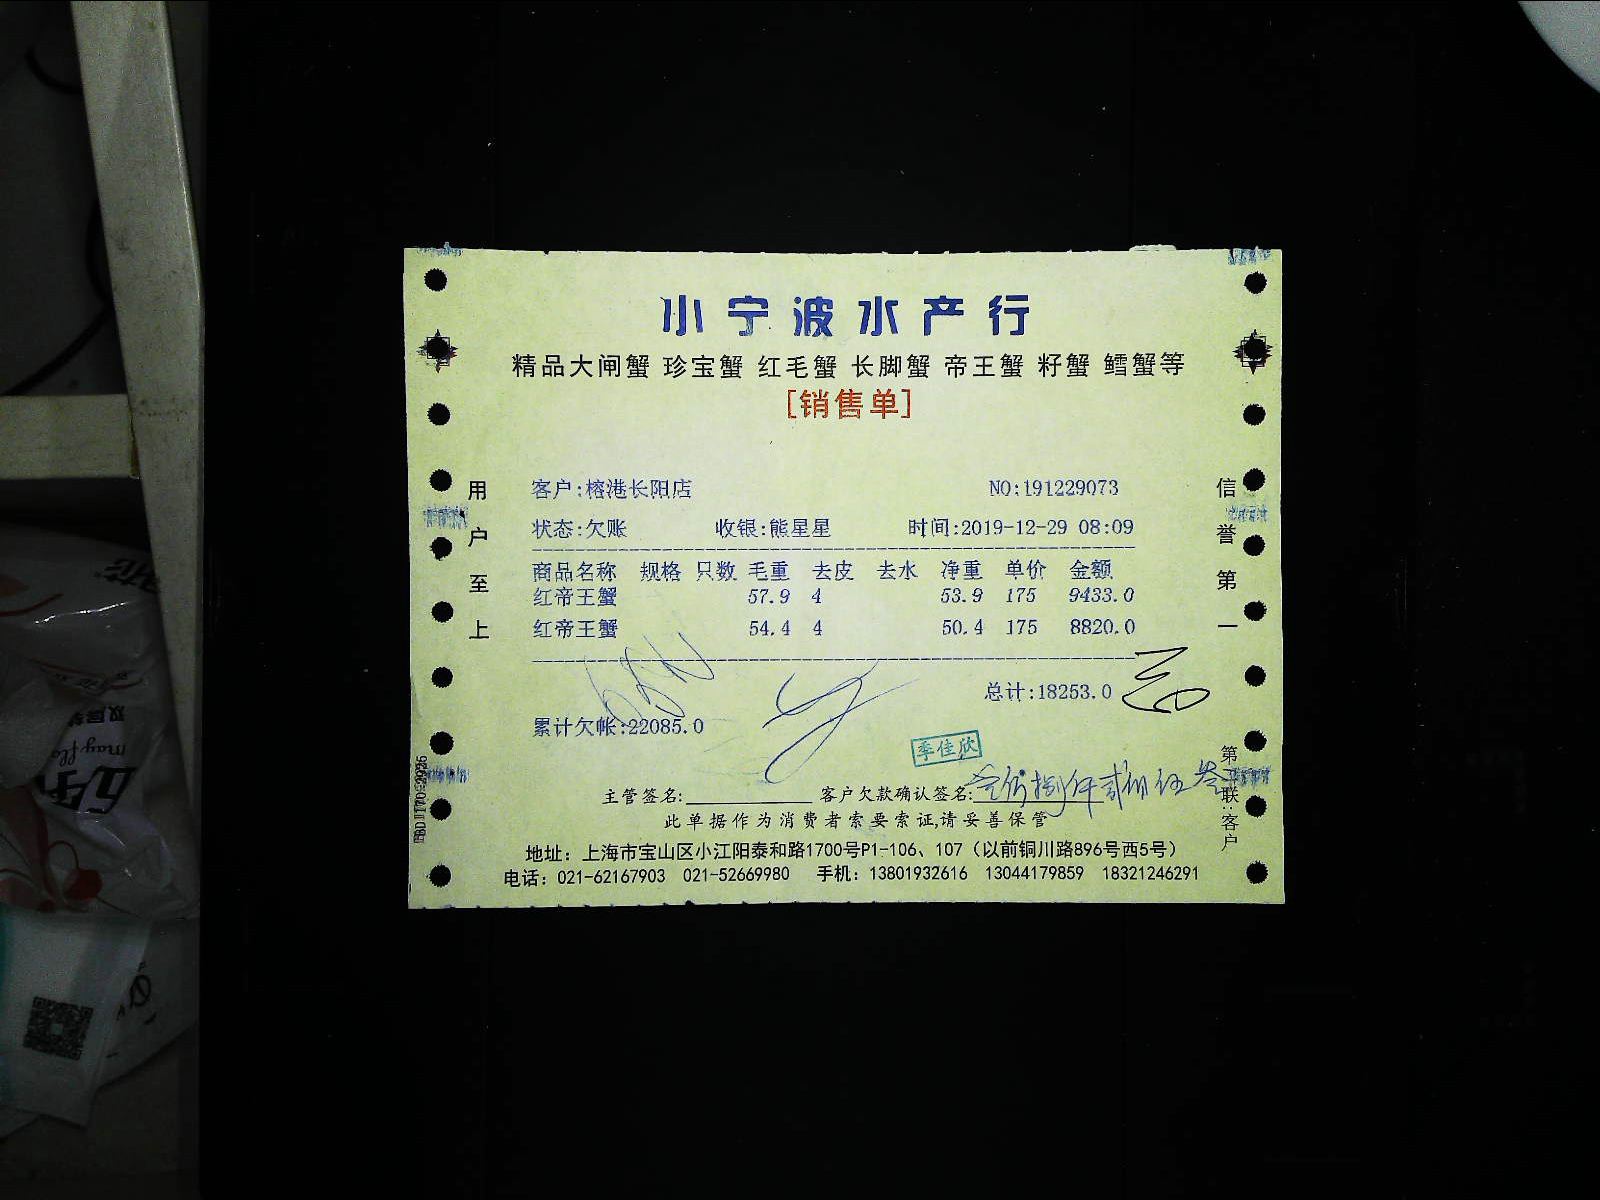 小宁波水产行
精品大闸蟹 珍宝蟹 红毛蟹 长脚蟹 帝王蟹 籽蟹 鳕蟹等
[销售单]
客户:榕港长阳店 NO:191229073
状态:欠账 收银:熊星星 时间:2019-12-29 08:09
商品名称 规格 只数 毛重 去皮 去水 净重 单价 金额
红帝王蟹 57.9 4 53.9 175 9433.0
红帝王蟹 54.4 4 50.4 175 8820.0
总计:18253.0
累计欠帐:22085.0
季佳欣
主管签名: 客户欠款确认签名:
此单据作为消费者索要索证,请妥善保管
地址：上海市宝山区小江阳泰和路1700号P1-106、107（以前铜川路896号西5号）
电话：021-62167903 021-52669980 手机：13801932616 13044179859 18321246291
用户至上
信誉第一
客户
may flo